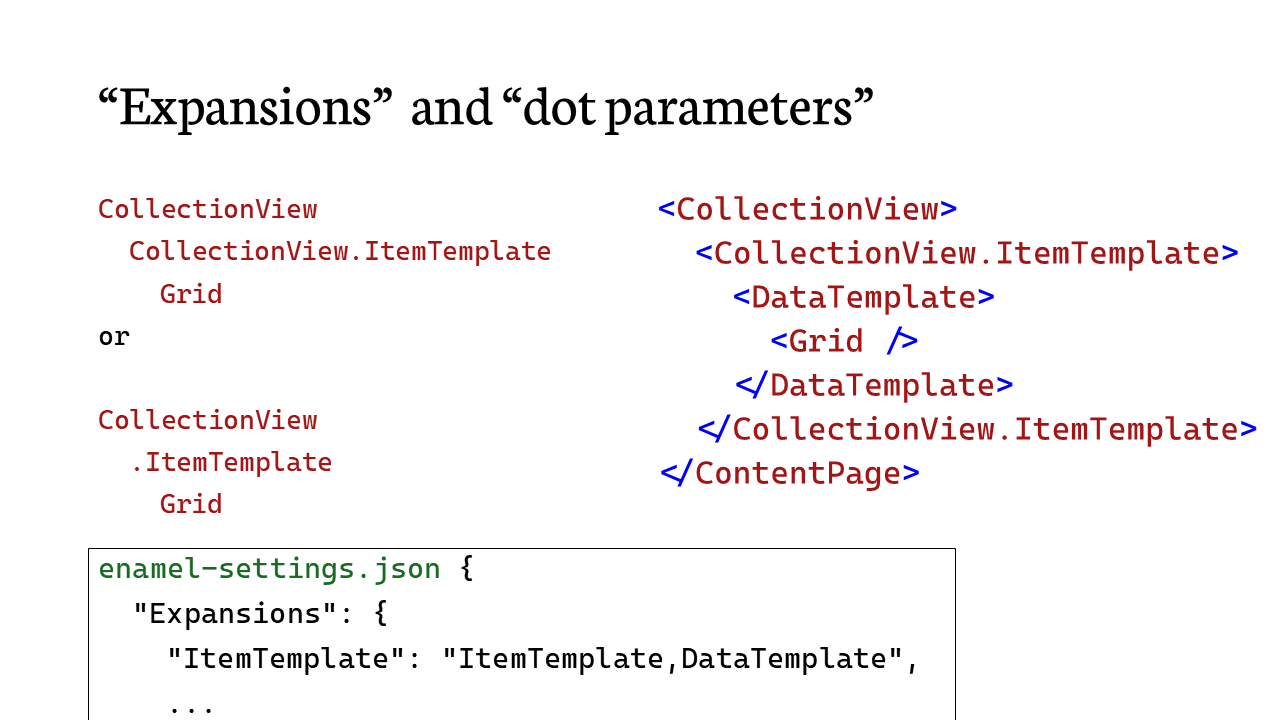 “Expansions” and “dot parameters”
CollectionView
CollectionView.ItemTemplate
Grid
or
CollectionView
.ItemTemplate
Grid
<CollectionView>
<CollectionView.ItemTemplate>
<DataTemplate>
<Grid />
</DataTemplate>
</CollectionView.ItemTemplate>
</ContentPage>
enamel-settings.json {
"Expansions": {
"ItemTemplate": "ItemTemplate,DataTemplate",
...